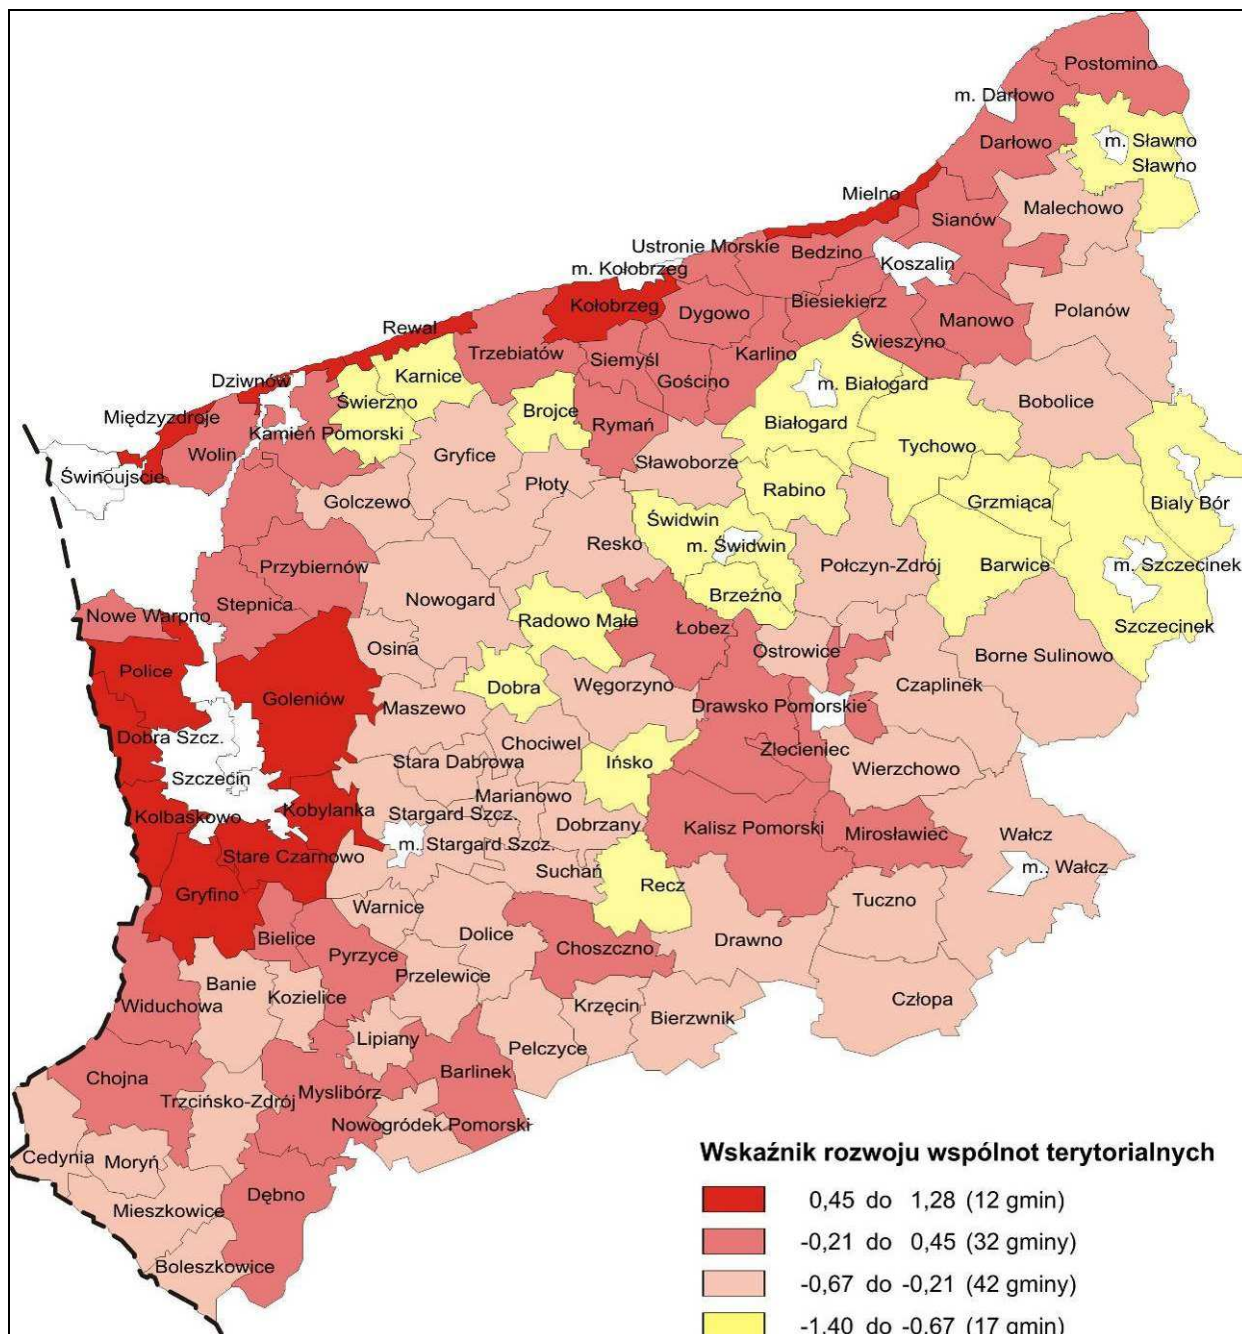 Postomino
m. Darłowo
Darłowo
m. Sławno
Sławno
Mielno
Malechowo
Sianów
Ustronie Morskie
Bedzino
m. Kołobrzeg
Koszalin
Kołobrzeg
Dygowo
Biesiekierz
Manowo
Polanów
Rewal
Trzebiatów
Siemyśl
Karlino
Świeszyno
Dziwnów
Karnice
Gościno
m. Białogard
Świerzno
Brojce
Bobolice
Międzyzdroje
Kamień Pomorski
Rymań
Białogard
Tychowo
Wolin
Gryfice
Sławoborze
Świnoujście
Płoty
Rabino
Grzmiąca
Bialy Bór
Golczewo
Świdwin
Resko
m. Świdwin
Połczyn-Zdrój
Barwice
m. Szczecinek
Przybiernów
Nowogard
Brzeźno
Stepnica
Nowe Warpno
Radowo Małe
Łobez
Szczecinek
Osina
Ostrowice
Borne Sulinowo
Police
Goleniów
Dobra
Węgorzyno
Czaplinek
Maszewo
Drawsko Pomorskie
Dobra Szcz.
Chociwel
Złocieniec
Stara Dabrowa
Ińsko
Wierzchowo
Szczecin
Marianowo
Kobylanka
Kolbaskowo
Stargard Szcz.
Dobrzany
Kalisz Pomorski
Mirosławiec
Wałcz
m. Stargard Szcz.
Stare Czarnowo
Suchań
m. Wałcz
Gryfino
Recz
Tuczno
Warnice
Dolice
Bielice
Pyrzyce
Choszczno
Drawno
Przelewice
Banie
Kozielice
Widuchowa
Krzęcin
Człopa
Bierzwnik
Lipiany
Pelczyce
Barlinek
Chojna
Trzcińsko-Zdrój
Myslibórz
Nowogródek Pomorski
Cedynia
Moryń
Dębno
Mieszkowice
Boleszkowice
Wskaźnik rozwoju wspólnot terytorialnych
0,45 do 1,28 (12 gmin)
-0,21 do 0,45 (32 gminy)
-0,67 do -0,21 (42 gminy)
-1,40 do -0,67 (17 gmin)